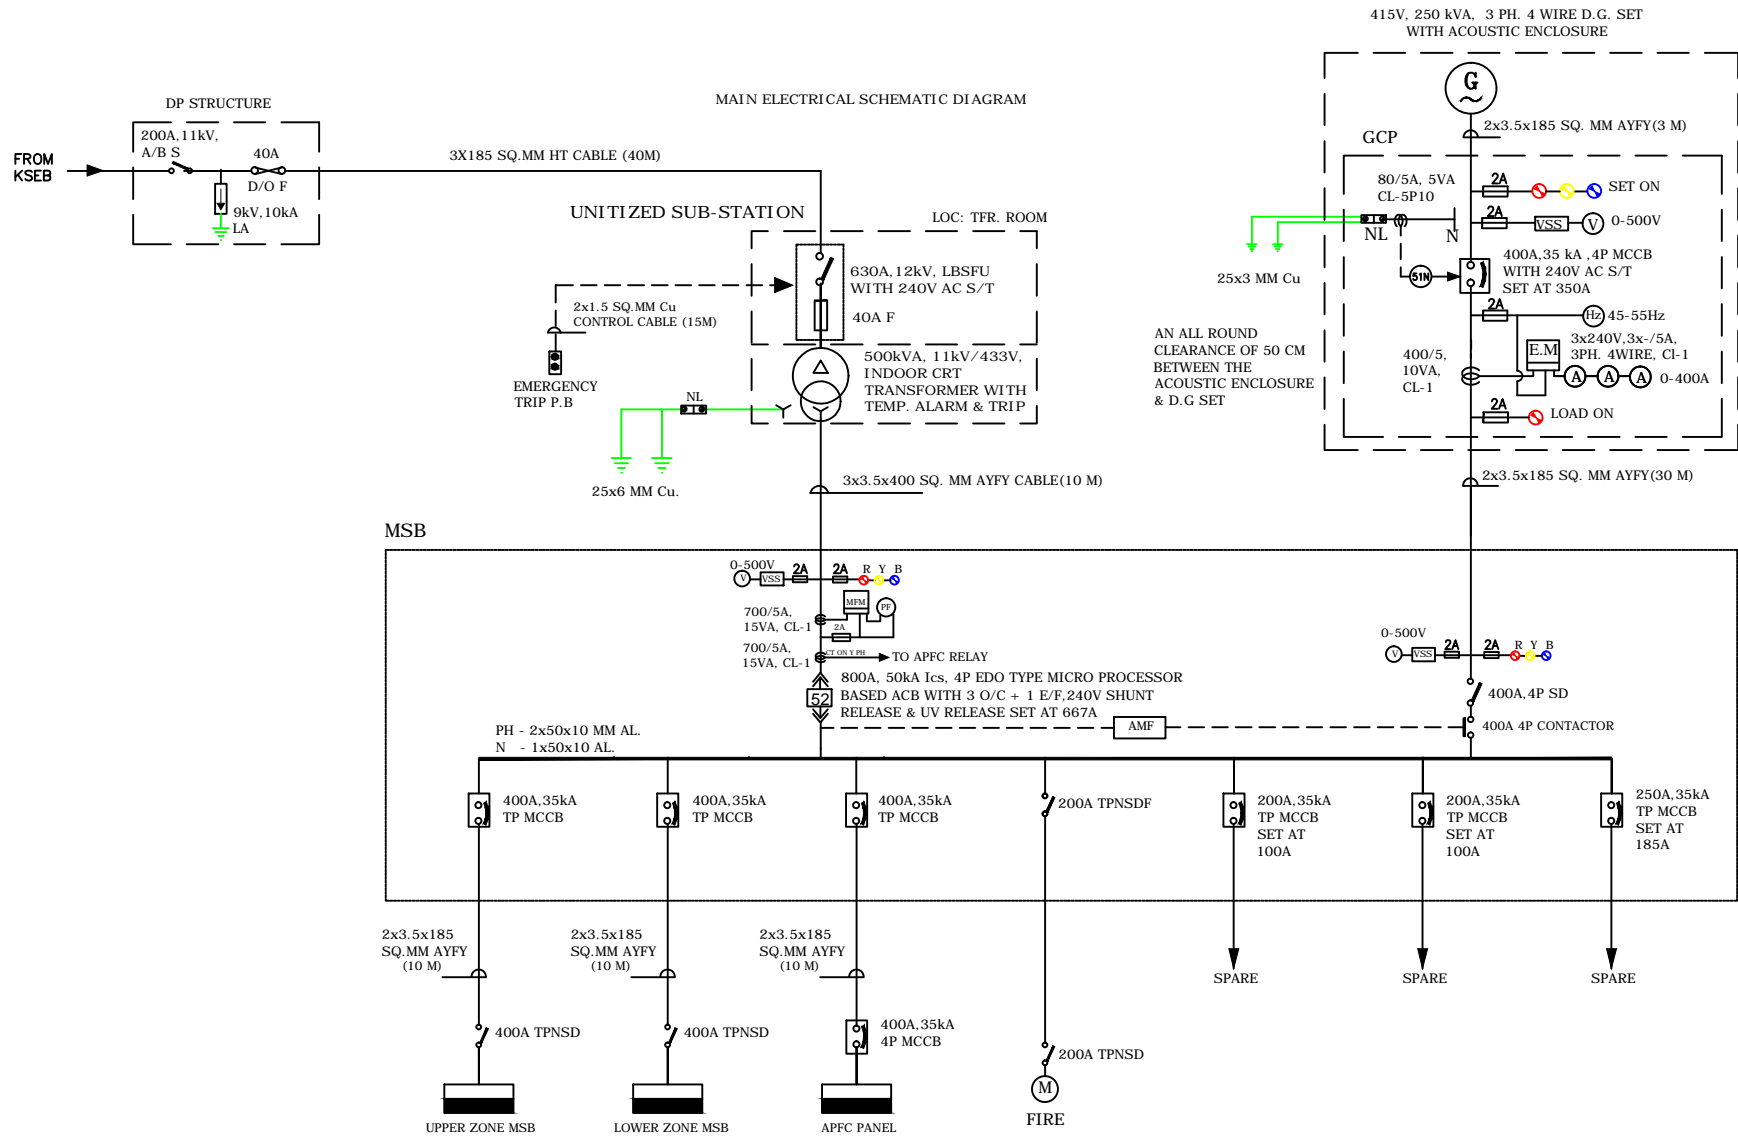 415V, 250 kVA, 3 PH. 4 WIRE D.G. SET
WITH ACOUSTIC ENCLOSURE
MAIN ELECTRICAL SCHEMATIC DIAGRAM
DP STRUCTURE
200A,11kV,
A/B S
40A
D/O F
9kV,10kA
LA
FROM
KSEB
3X185 SQ.MM HT CABLE (40M)
UNITIZED SUB-STATION
LOC: TFR. ROOM
630A,12kV, LBSFU
WITH 240V AC S/T
40A F
2x1.5 SQ.MM Cu
CONTROL CABLE (15M)
EMERGENCY
TRIP P.B
500kVA, 11kV/433V,
INDOOR CRT
TRANSFORMER WITH
TEMP. ALARM & TRIP
NL
25x6 MM Cu.
3x3.5x400 SQ. MM AYFY CABLE(10 M)
G
2x3.5x185 SQ. MM AYFY(3 M)
GCP
80/5A, 5VA
CL-5P10
2A
SET ON
2A
VSS
V
0-500V
NL
N
25x3 MM Cu
51N
400A,35 kA ,4P MCCB
WITH 240V AC S/T
SET AT 350A
2A
Hz
45-55Hz
AN ALL ROUND
CLEARANCE OF 50 CM
BETWEEN THE
ACOUSTIC ENCLOSURE
& D.G SET
400/5,
10VA,
CL-1
E.M
3x240V,3x-/5A,
3PH. 4WIRE, Cl-1
A
A
A
0-400A
2A
LOAD ON
2x3.5x185 SQ. MM AYFY(30 M)
MSB
0-500V
V
VSS
2A
2A
R Y B
700/5A,
15VA, CL-1
MFM
PF
2A
700/5A,
15VA, CL-1
CT ON Y PH
TO APFC RELAY
800A, 50kA Ics, 4P EDO TYPE MICRO PROCESSOR
BASED ACB WITH 3 O/C + 1 E/F,240V SHUNT
RELEASE & UV RELEASE SET AT 667A
52
AMF
0-500V
V
VSS
2A
2A
R Y B
400A,4P SD
400A 4P CONTACTOR
PH - 2x50x10 MM AL.
N - 1x50x10 AL.
400A,35kA
TP MCCB
400A,35kA
TP MCCB
400A,35kA
TP MCCB
200A TPNSDF
200A,35kA
TP MCCB
SET AT
100A
200A,35kA
TP MCCB
SET AT
100A
250A,35kA
TP MCCB
SET AT
185A
2x3.5x185
SQ.MM AYFY
(10 M)
2x3.5x185
SQ.MM AYFY
(10 M)
2x3.5x185
SQ.MM AYFY
(10 M)
SPARE
SPARE
SPARE
400A TPNSD
400A TPNSD
400A,35kA
4P MCCB
200A TPNSD
M
FIRE
UPPER ZONE MSB
LOWER ZONE MSB
APFC PANEL